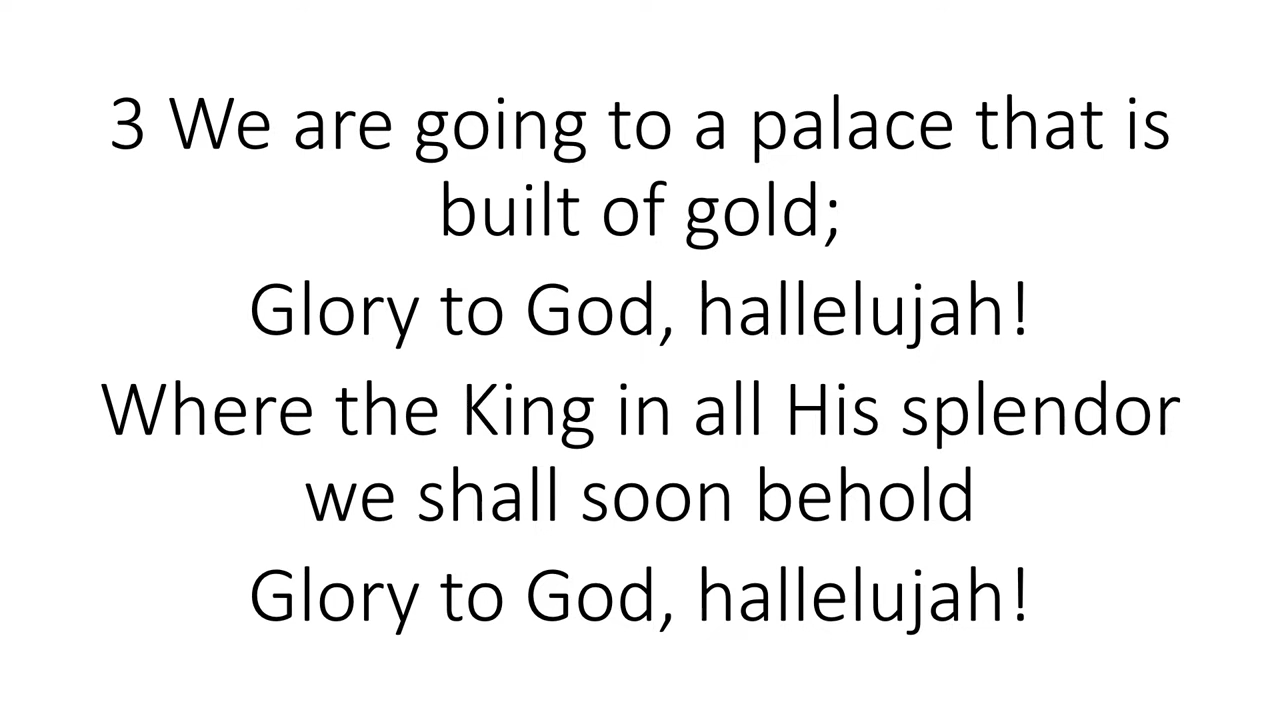 3 We are going to a palace that is
built of gold;
Glory to God, hallelujah!
Where the King in all His splendor
we shall soon behold
Glory to God, hallelujah!